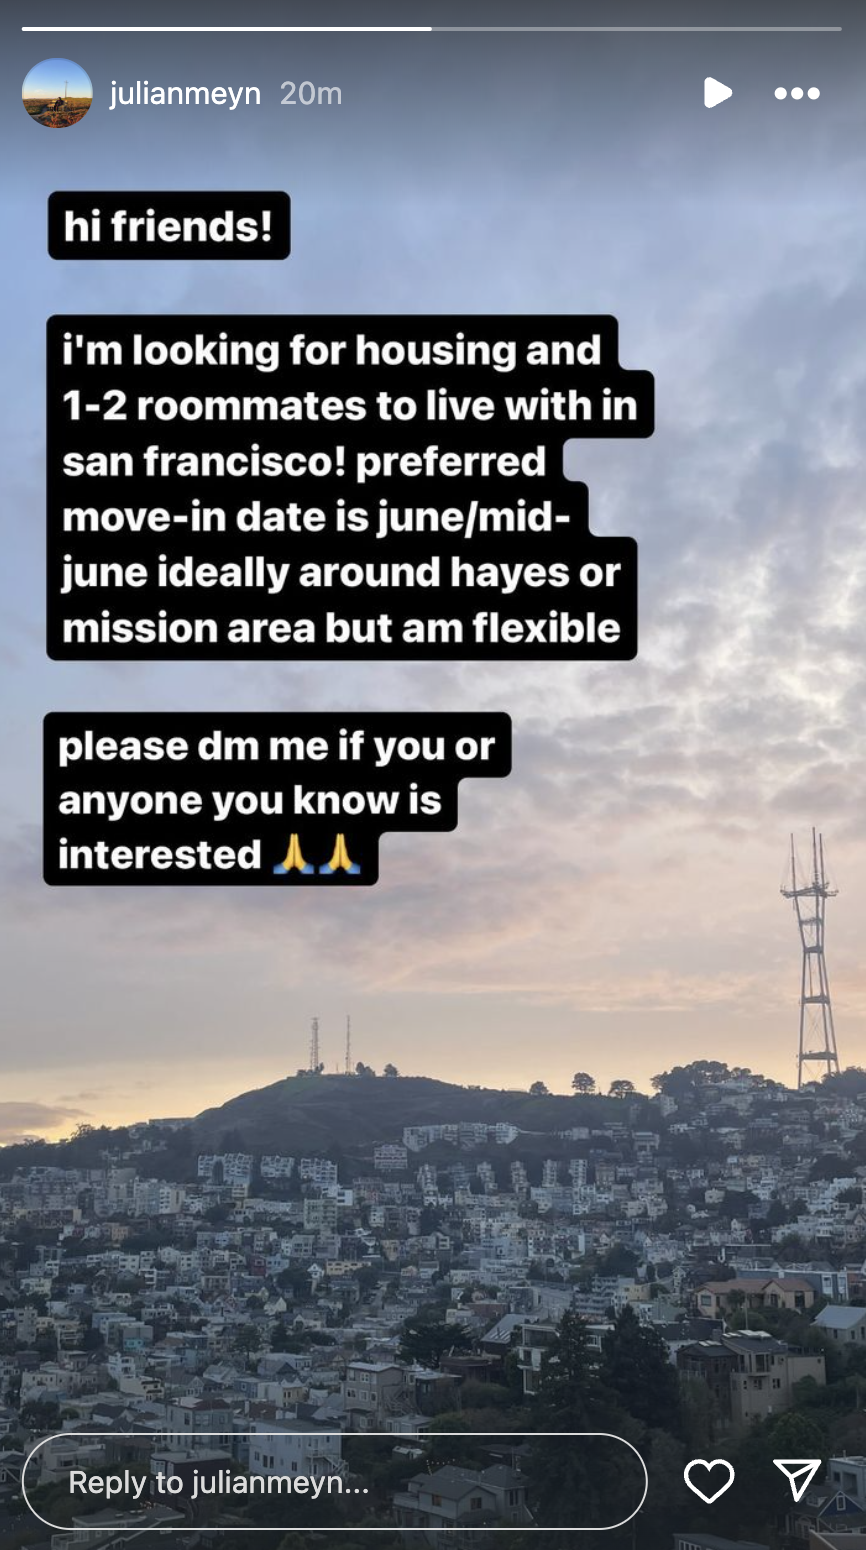 julianmeyn 20m
hi friends!
i'm looking for housing and
1-2 roommates to live with in
san francisco! preferred
move-in date is june/mid-
june ideally around hayes or
mission area but am flexible
please dm me if you or
anyone you know is
interested 🙏🙏
Reply to julianmeyn...